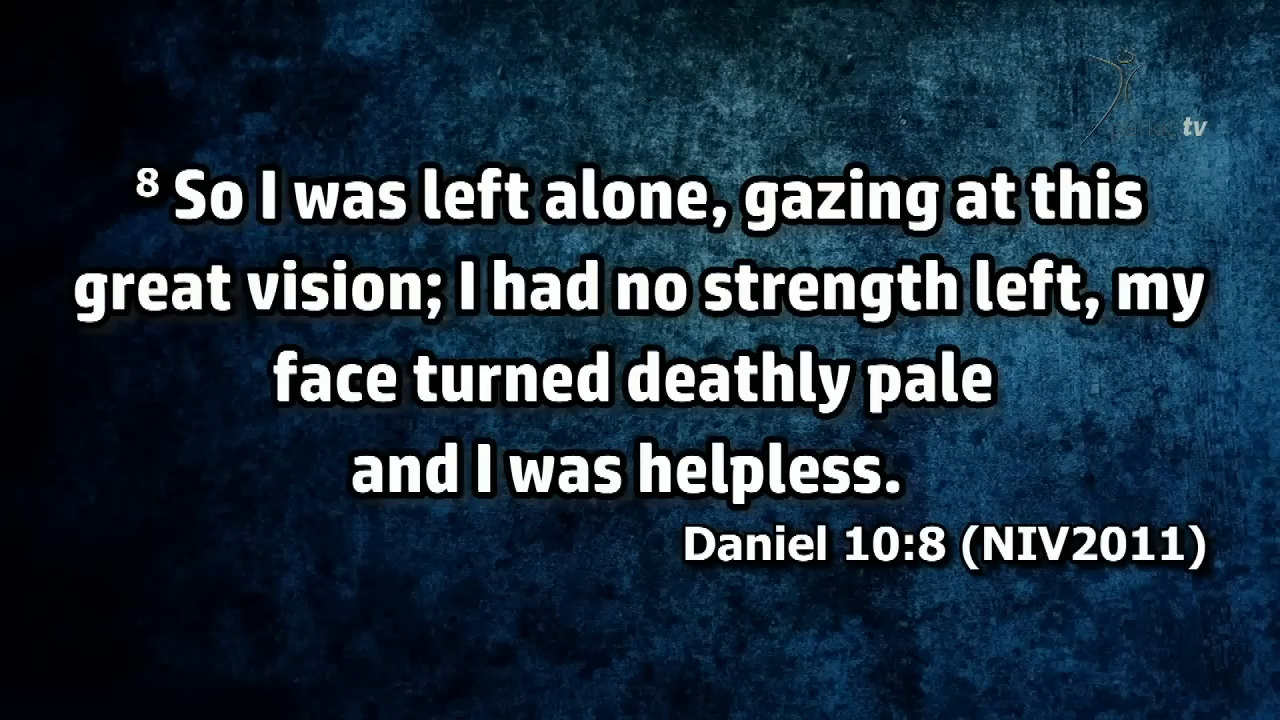 tv
⁸ So I was left alone, gazing at this
great vision; I had no strength left, my
face turned deathly pale
and I was helpless.
Daniel 10:8 (NIV2011)